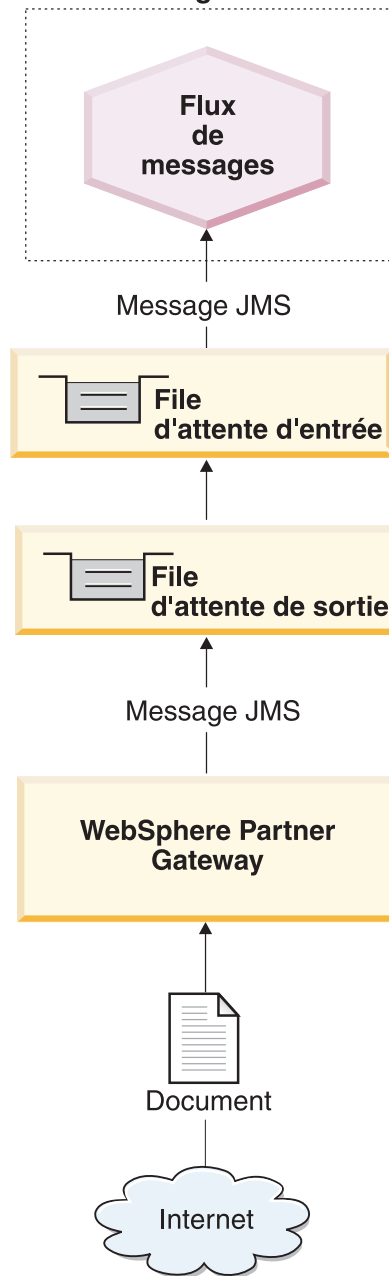 Flux
de
messages
Message JMS
File
d'attente d'entrée
File
d'attente de sortie
Message JMS
WebSphere Partner
Gateway
Document
Internet